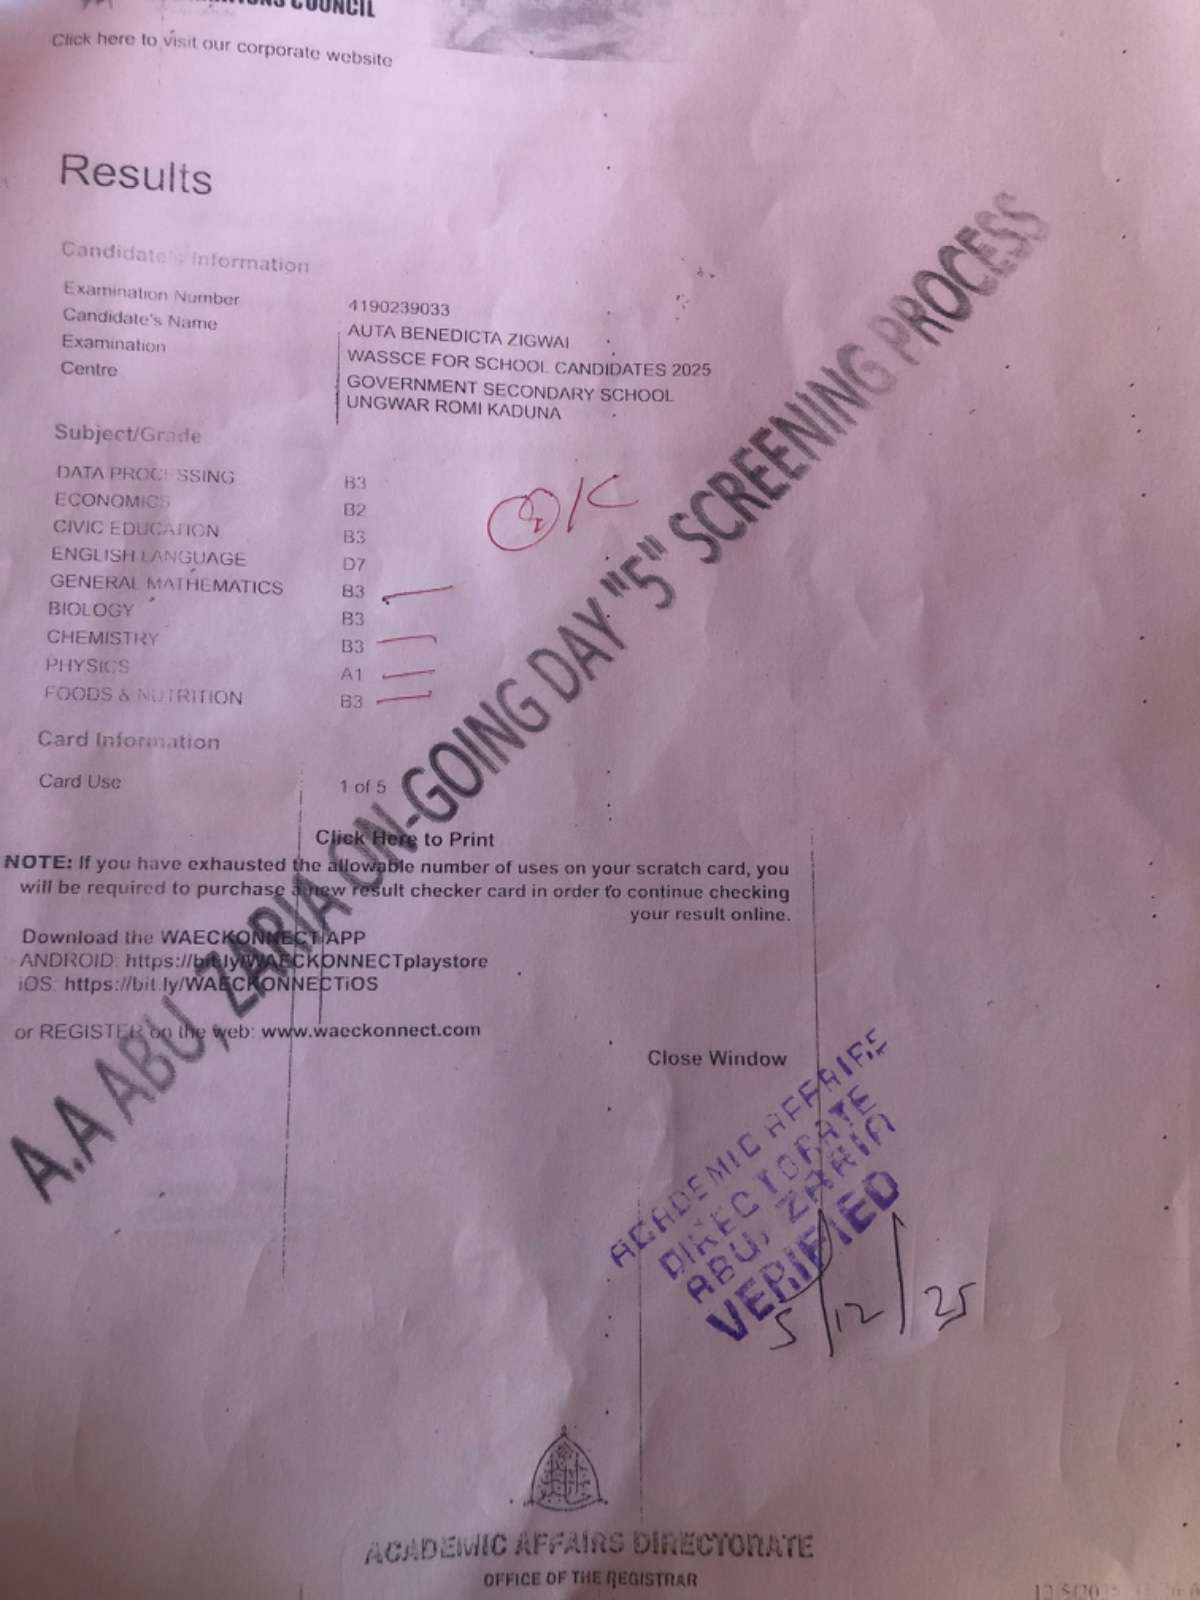 COUNCIL
Click here to visit our corporate website
Results
Candidate's Information
Examination Number 4190239033
Candidate's Name AUTA BENEDICTA ZIGWAI
Examination WASSCE FOR SCHOOL CANDIDATES 2025
Centre GOVERNMENT SECONDARY SCHOOL
UNGWAR ROMI KADUNA
Subject/Grade
DATA PROCESSING B3
ECONOMICS B2
CIVIC EDUCATION B3
ENGLISH LANGUAGE D7
GENERAL MATHEMATICS B3
BIOLOGY B3
CHEMISTRY B3
PHYSICS A1
FOODS & NUTRITION B3
Card Information
Card Use 1 of 5
Click Here to Print
NOTE: If you have exhausted the allowable number of uses on your scratch card, you
will be required to purchase a new result checker card in order to continue checking
your result online.
Download the WAECKONNECT APP
ANDROID: https://bit.ly/WAECKONNECTplaystore
iOS: https://bit.ly/WAECKONNECTiOS
or REGISTER on the web: www.waeckonnect.com
Close Window
A.A ABU, ZARIA ON-GOING DAY "5" SCREENING PROCESS
ACADEMIC AFFAIRS
DIRECTORATE
ABU, ZARIA
VERIFIED
5/12/25
ACADEMIC AFFAIRS DIRECTORATE
OFFICE OF THE REGISTRAR